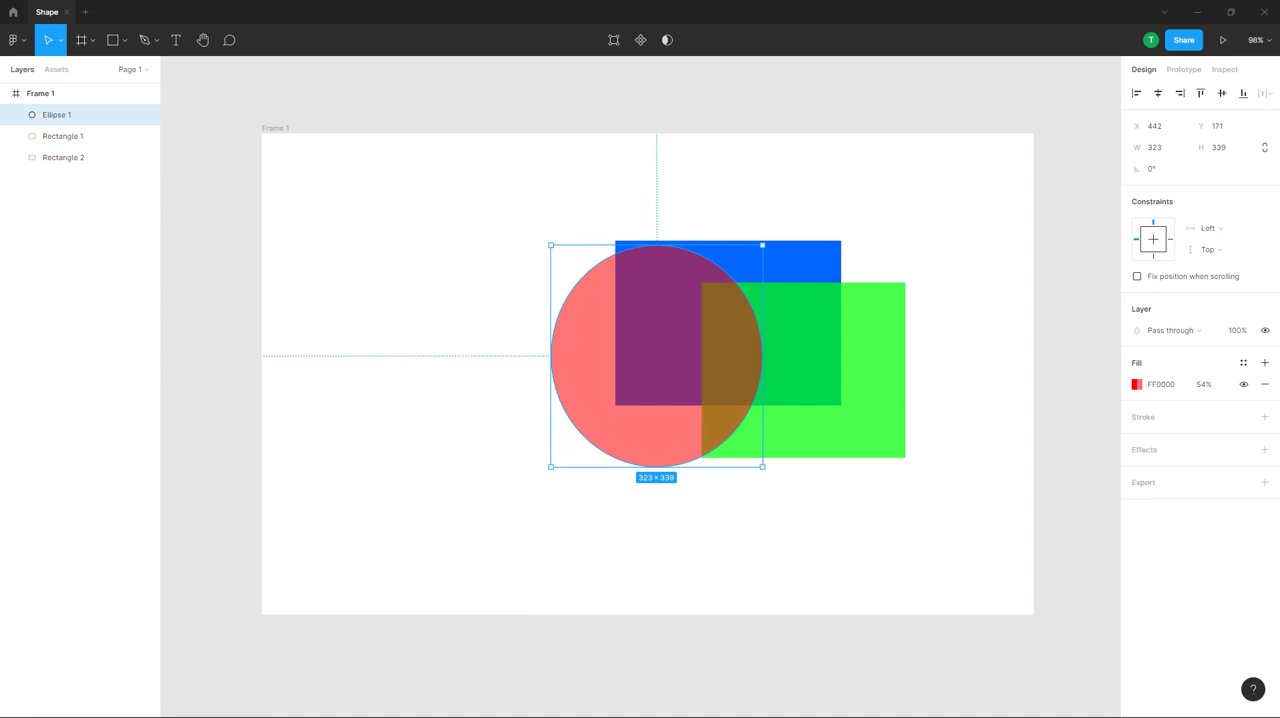 Shape
T
Share
98%
Layers
Assets
Page 1
Design
Prototype
Inspect
Frame 1
Ellipse 1
Rectangle 1
Rectangle 2
Frame 1
323 × 339
X 442
Y 171
W 323
H 339
0°
Constraints
Left
Top
Fix position when scrolling
Layer
Pass through
100%
Fill
FF0000
54%
Stroke
Effects
Export
?